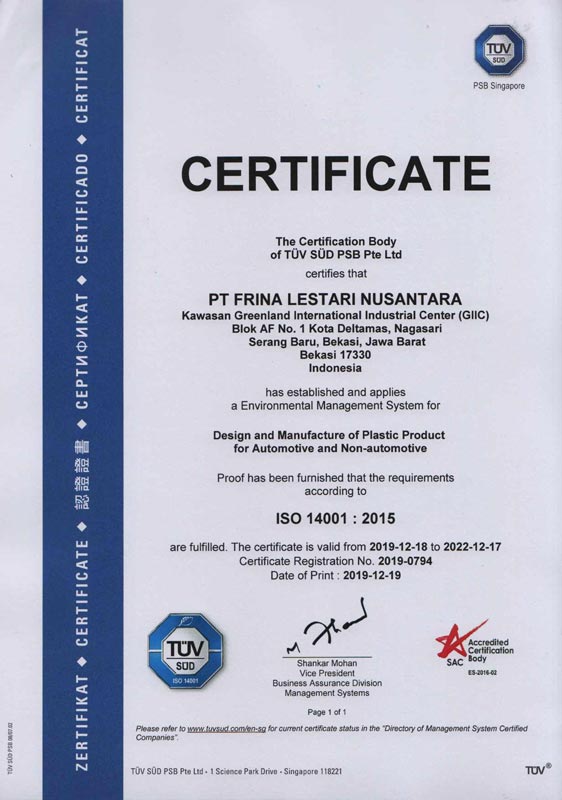 TÜV
SÜD
PSB Singapore
CERTIFICATE
The Certification Body
of TÜV SÜD PSB Pte Ltd
certifies that
PT FRINA LESTARI NUSANTARA
Kawasan Greenland International Industrial Center (GIIC)
Blok AF No. 1 Kota Deltamas, Nagasari
Serang Baru, Bekasi, Jawa Barat
Bekasi 17330
Indonesia
has established and applies
a Environmental Management System for
Design and Manufacture of Plastic Product
for Automotive and Non-automotive
Proof has been furnished that the requirements
according to
ISO 14001 : 2015
are fulfilled. The certificate is valid from 2019-12-18 to 2022-12-17
Certificate Registration No. 2019-0794
Date of Print : 2019-12-19
TÜV
SÜD
ISO 14001
Shankar Mohan
Vice President
Business Assurance Division
Management Systems
SAC
Accredited
Certification
Body
ES-2016-02
Page 1 of 1
Please refer to www.tuvsud.com/en-sg for current certificate status in the "Directory of Management System Certified
Companies".
TÜV SÜD PSB Pte Ltd • 1 Science Park Drive • Singapore 118221
TÜV®
ZERTIFIKAT ◆ CERTIFICATE ◆ 認證證書 ◆ СЕРТИФИКАТ ◆ CERTIFICADO ◆ CERTIFICAT